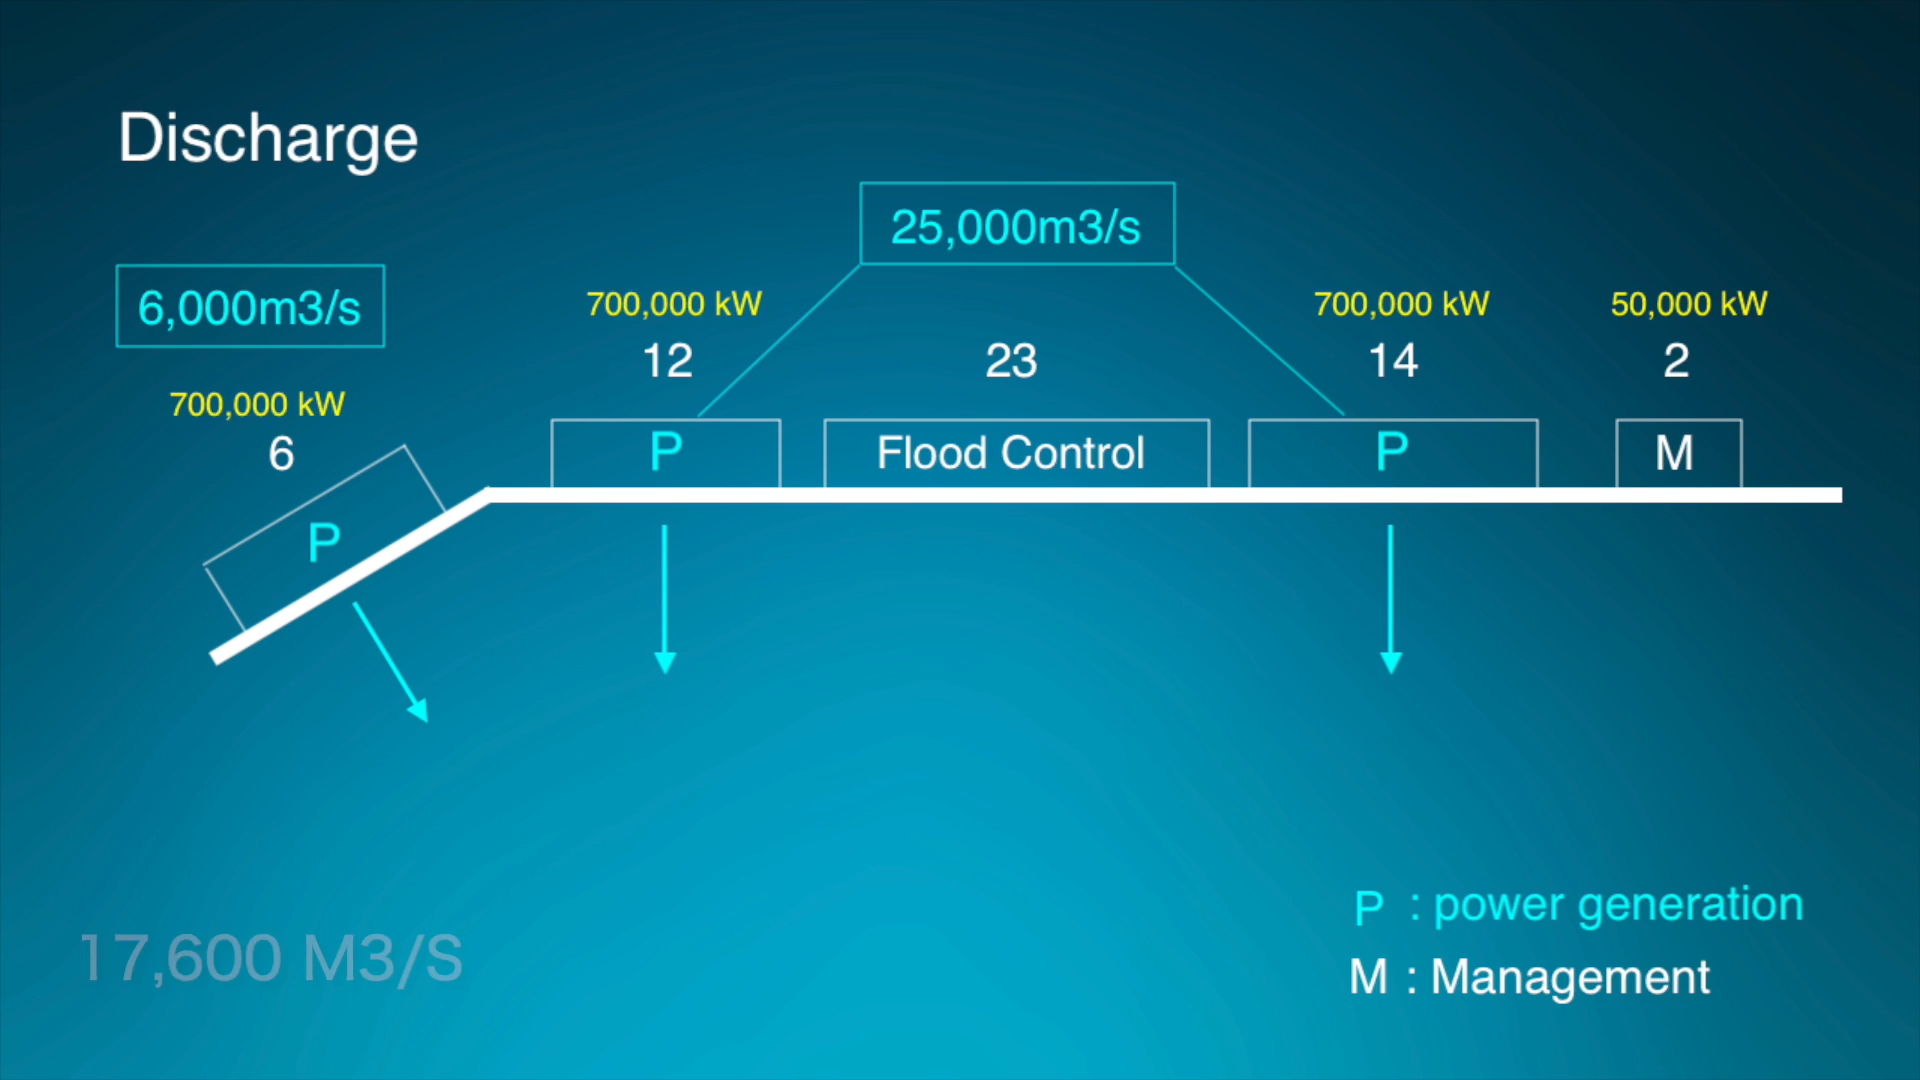 Discharge
25,000m3/s
6,000m3/s
700,000 kW
700,000 kW
50,000 kW
12
23
14
2
700,000 kW
6
P
Flood Control
P
M
P
P : power generation
17,600 M3/S
M : Management